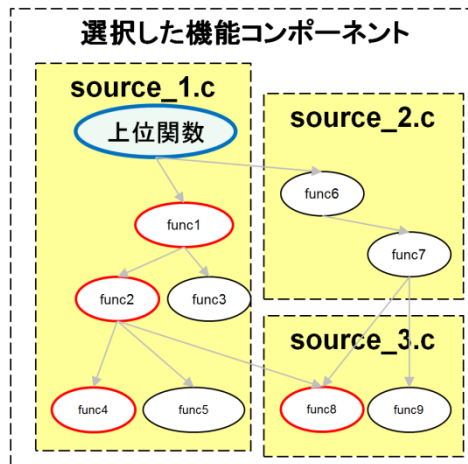 選択した機能コンポーネント
source_1.c
上位関数
func1
func2
func3
func4
func5
source_2.c
func6
func7
source_3.c
func8
func9